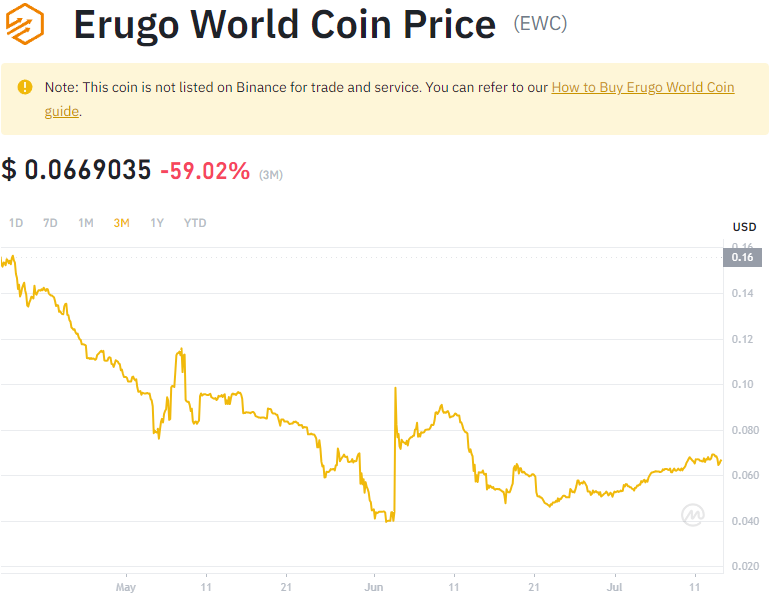 Erugo World Coin Price (EWC)
Note: This coin is not listed on Binance for trade and service. You can refer to our How to Buy Erugo World Coin
guide.
$ 0.0669035 -59.02% (3M)
1D 7D 1M 3M 1Y YTD
USD
0.16
0.16
0.14
0.12
0.10
0.080
0.060
0.040
0.020
May 11 21 Jun 11 21 Jul 11